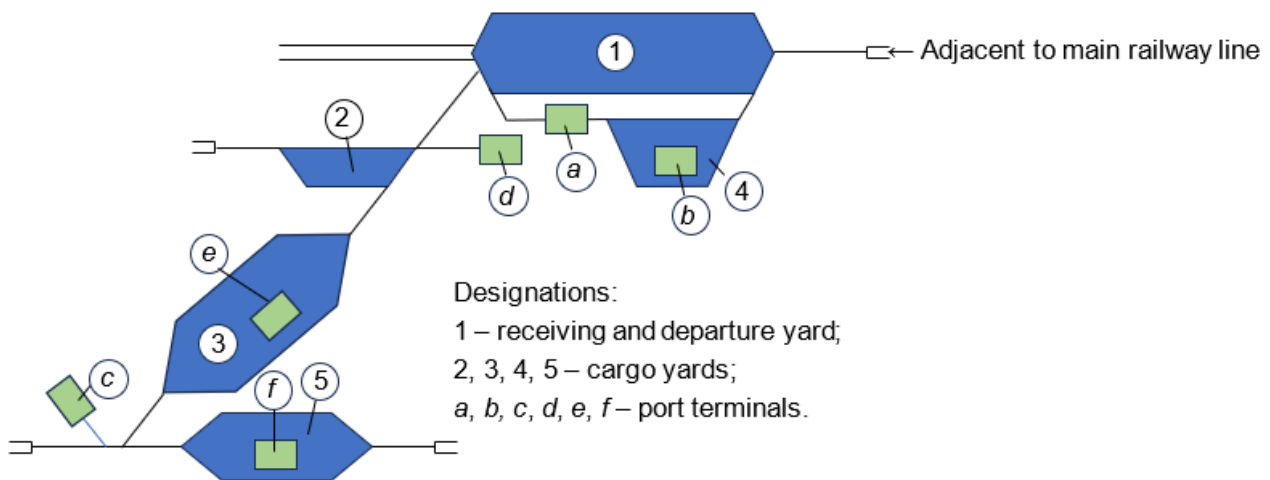 1
Adjacent to main railway line
2
a
d
b
4
e
3
c
f
5
Designations:
1 – receiving and departure yard;
2, 3, 4, 5 – cargo yards;
a, b, c, d, e, f – port terminals.